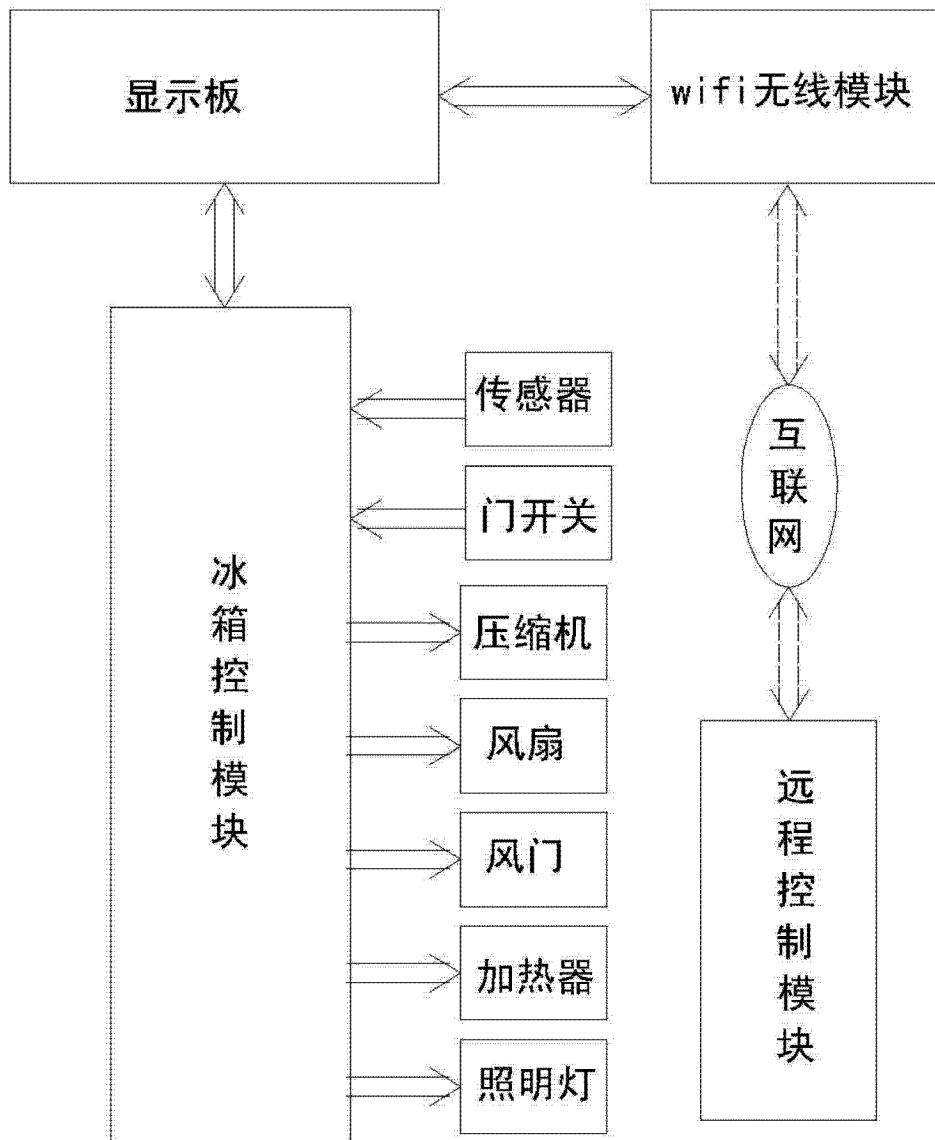 显示板
wifi无线模块
传感器
门开关
压缩机
风扇
风门
加热器
照明灯
冰箱控制模块
互联网
远程控制模块